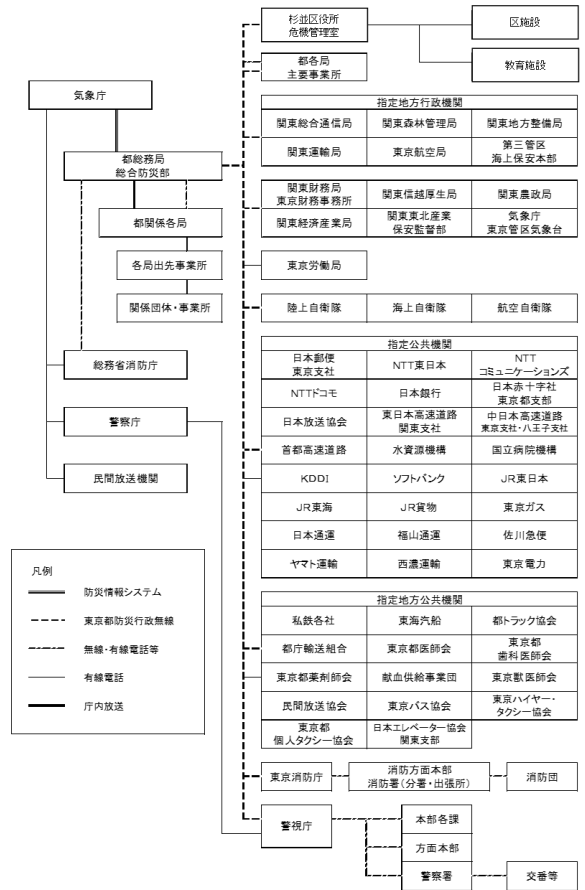 杉並区役所
危機管理室
区施設
都各局
主要事業所
教育施設
気象庁
指定地方行政機関
関東総合通信局
関東森林管理局
関東地方整備局
関東運輸局
東京航空局
第三管区
海上保安本部
都総務局
総合防災部
関東財務局
東京財務事務所
関東信越厚生局
関東農政局
関東経済産業局
関東東北産業
保安監督部
気象庁
東京管区気象台
都関係各局
各局出先事業所
東京労働局
関係団体・事業所
陸上自衛隊
海上自衛隊
航空自衛隊
指定公共機関
日本郵便
東京支社
NTT東日本
NTT
コミュニケーションズ
総務省消防庁
NTTドコモ
日本銀行
日本赤十字社
東京都支部
警察庁
日本放送協会
東日本高速道路
関東支社
中日本高速道路
東京支社・八王子支社
首都高速道路
水資源機構
国立病院機構
民間放送機関
KDDI
ソフトバンク
JR東日本
JR東海
JR貨物
東京ガス
日本通運
福山通運
佐川急便
ヤマト運輸
西濃運輸
東京電力
凡例
防災情報システム
東京都防災行政無線
無線・有線電話等
有線電話
庁内放送
指定地方公共機関
私鉄各社
東海汽船
都トラック協会
都庁輸送組合
東京都医師会
東京都
歯科医師会
東京都薬剤師会
献血供給事業団
東京獣医師会
民間放送協会
東京バス協会
東京ハイヤー・
タクシー協会
東京都
個人タクシー協会
日本エレベーター協会
関東支部
東京消防庁
消防方面本部
消防署(分署・出張所)
消防団
警視庁
本部各課
方面本部
警察署
交番等